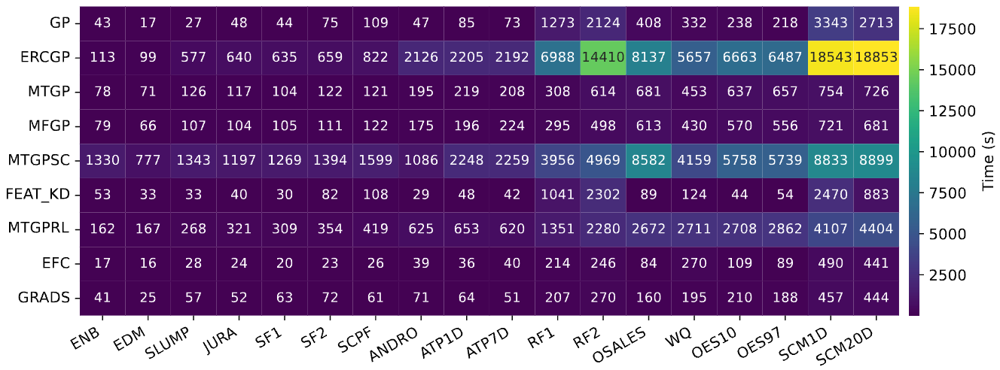 GP 43 17 27 48 44 75 109 47 85 73 1273 2124 408 332 238 218 3343 2713
ERCGP 113 99 577 640 635 659 822 2126 2205 2192 6988 14410 8137 5657 6663 6487 18543 18853
MTGP 78 71 126 117 104 122 121 195 219 208 308 614 681 453 637 657 754 726
MFGP 79 66 107 104 105 111 122 175 196 224 295 498 613 430 570 556 721 681
MTGPSC 1330 777 1343 1197 1269 1394 1599 1086 2248 2259 3956 4969 8582 4159 5758 5739 8833 8899
FEAT_KD 53 33 33 40 30 82 108 29 48 42 1041 2302 89 124 44 54 2470 883
MTGPRL 162 167 268 321 309 354 419 625 653 620 1351 2280 2672 2711 2708 2862 4107 4404
EFC 17 16 28 24 20 23 26 39 36 40 214 246 84 270 109 89 490 441
GRADS 41 25 57 52 63 72 61 71 64 51 207 270 160 195 210 188 457 444
ENB EDM SLUMP JURA SF1 SF2 SCPF ANDRO ATP1D ATP7D RF1 RF2 OSALES WQ OES10 OES97 SCM1D SCM20D
17500
15000
12500
10000
7500
5000
2500
Time (s)